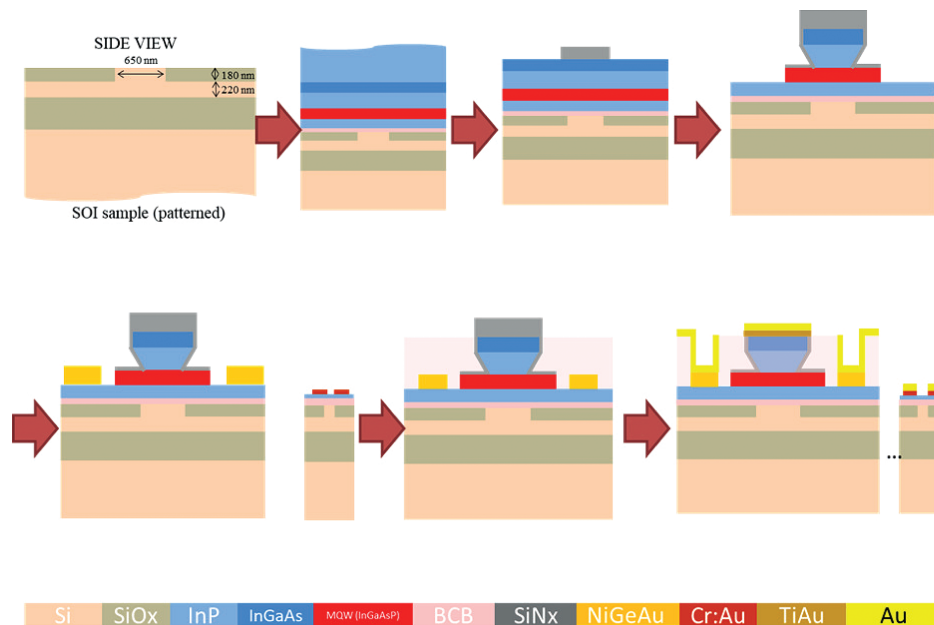 SIDE VIEW
650 nm
180 nm
220 nm
SOI sample (patterned)
...
Si SiOx InP InGaAs MQW (InGaAsP) BCB SiNx NiGeAu Cr:Au TiAu Au